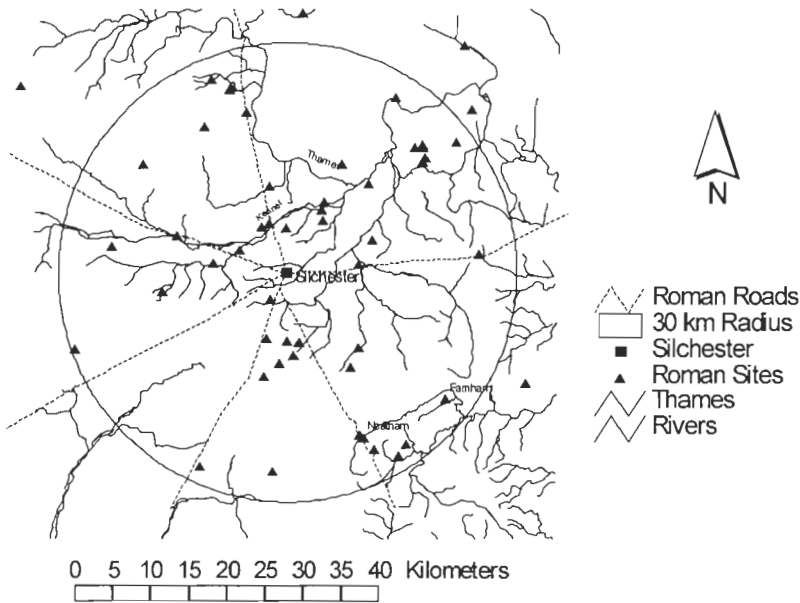 Thames
Kennet
Silchester
Farnham
Neatham
N
Roman Roads
30 km Radius
Silchester
Roman Sites
Thames
Rivers
0 5 10 15 20 25 30 35 40 Kilometers